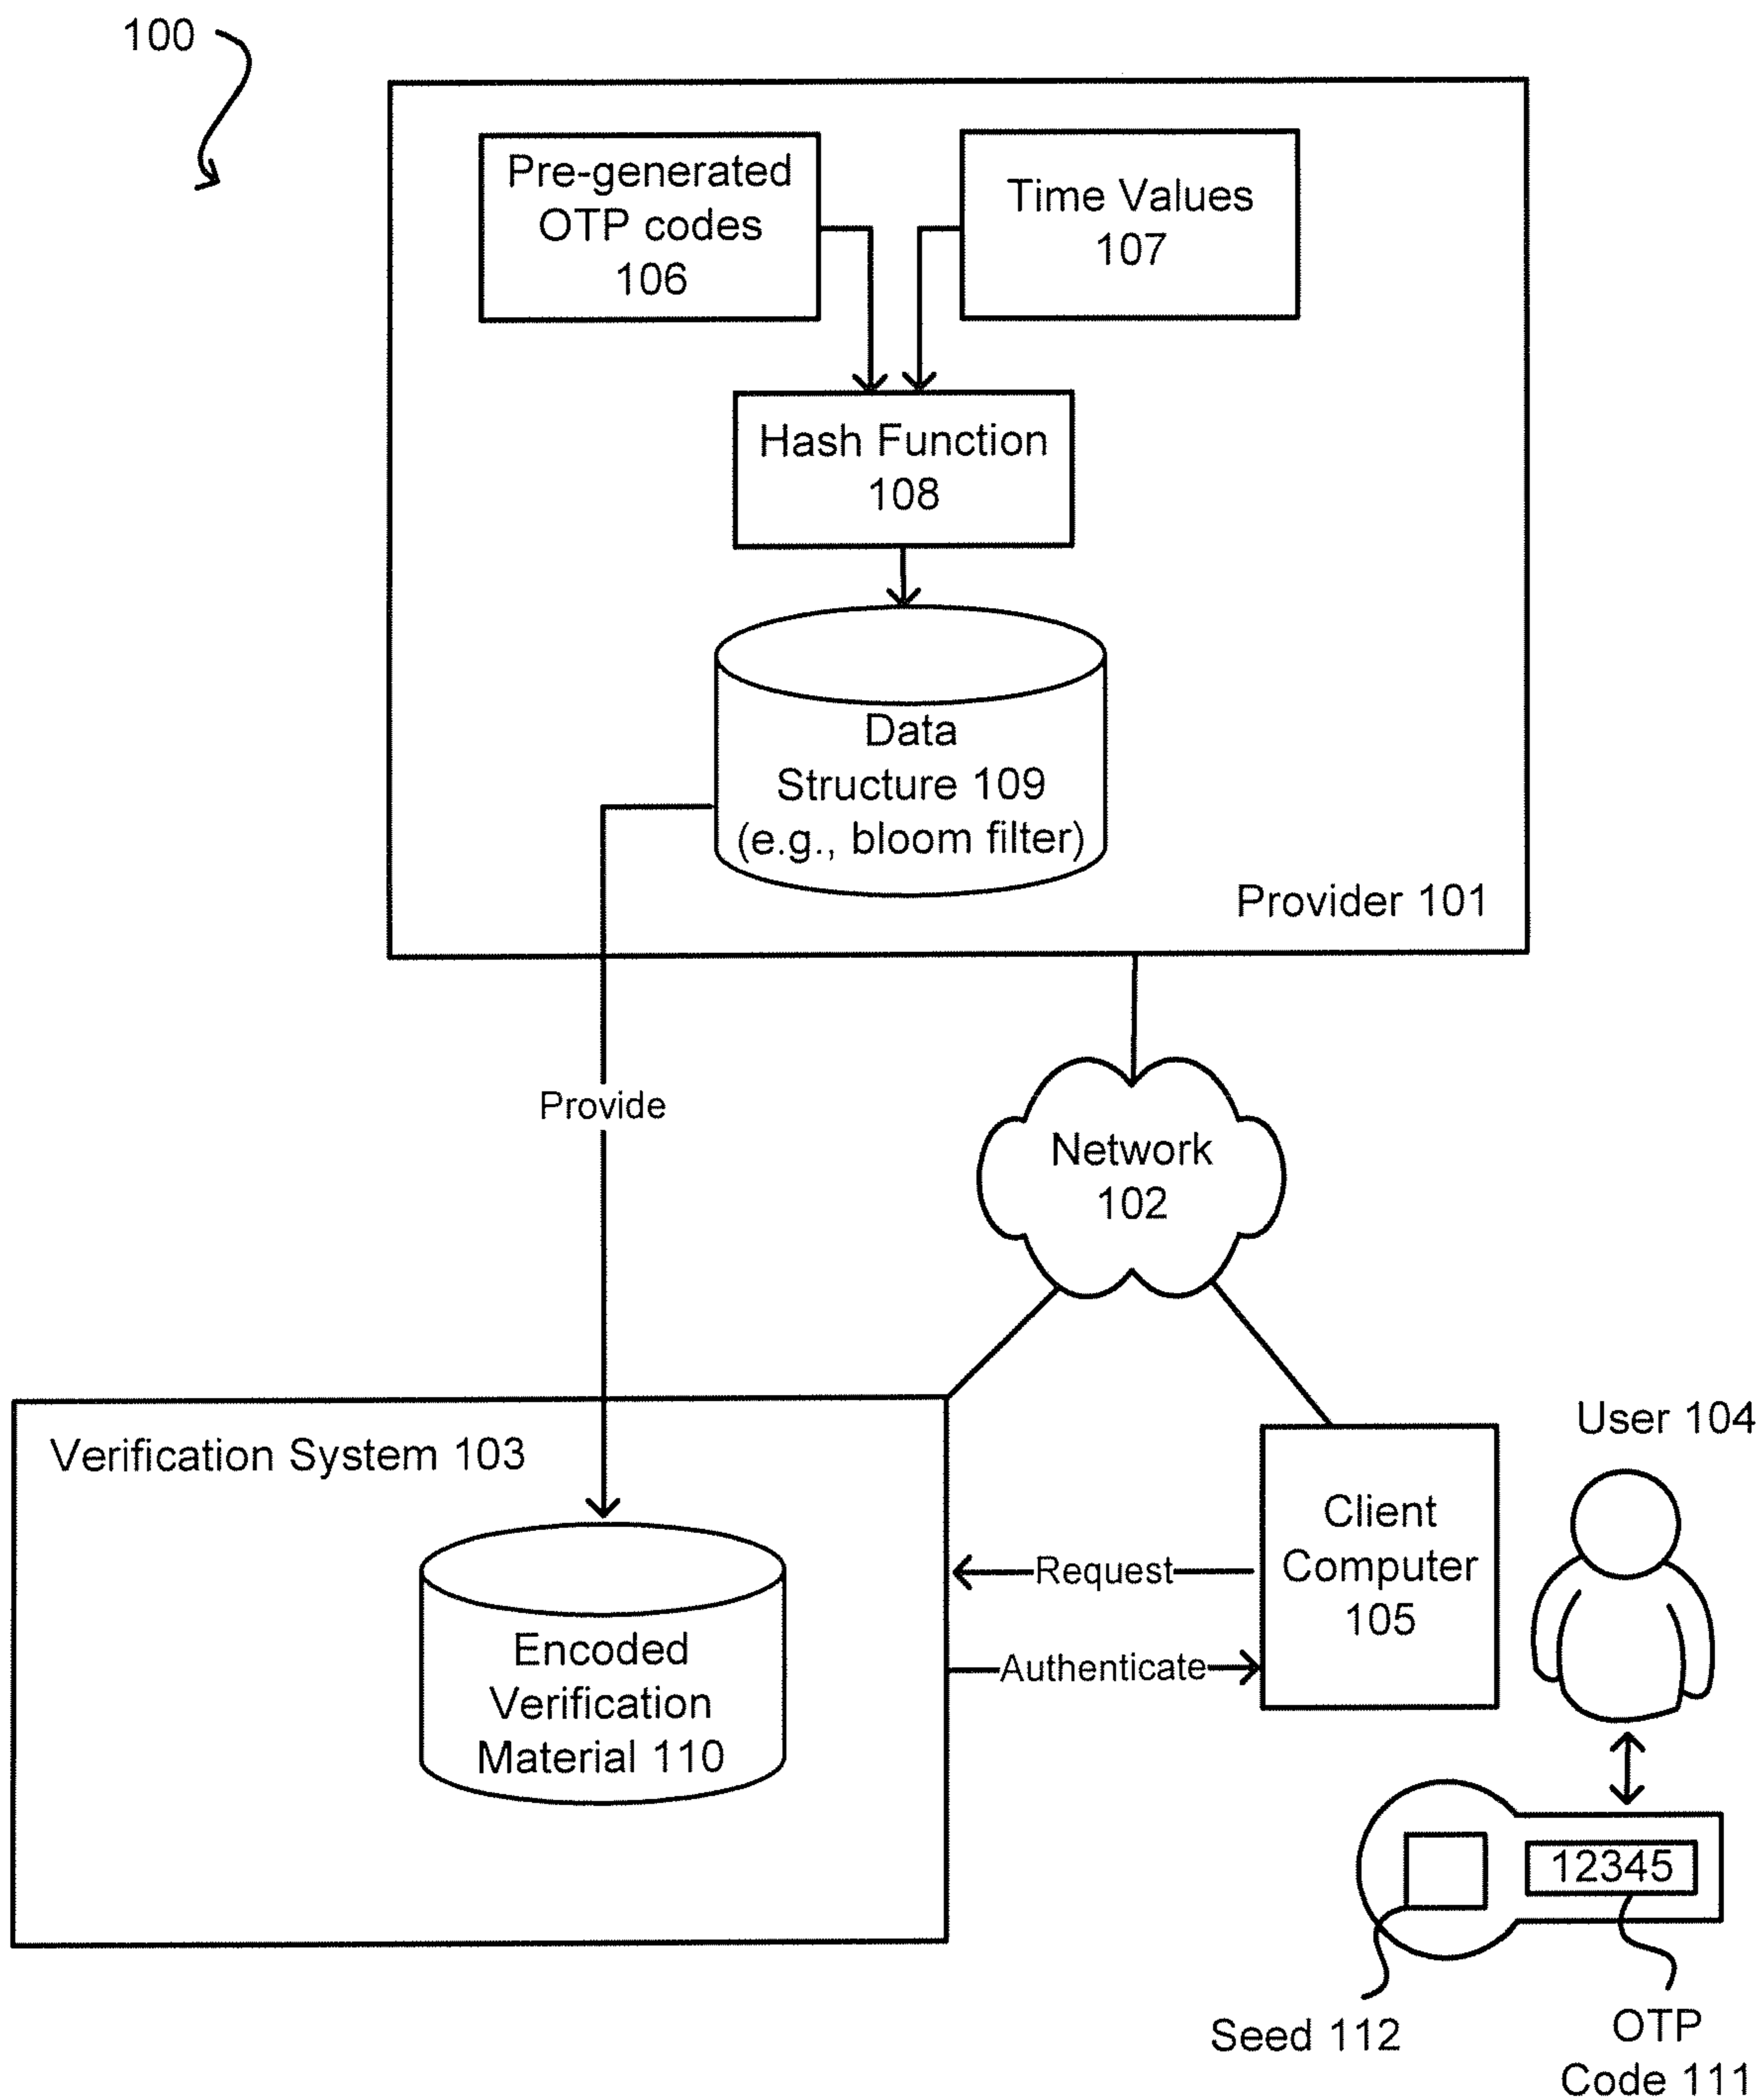 100
Pre-generated
OTP codes
106
Time Values
107
Hash Function
108
Data
Structure 109
(e.g., bloom filter)
Provider 101
Provide
Network
102
Verification System 103
User 104
Client
Computer
105
Request
Authenticate
Encoded
Verification
Material 110
12345
Seed 112
OTP
Code 111